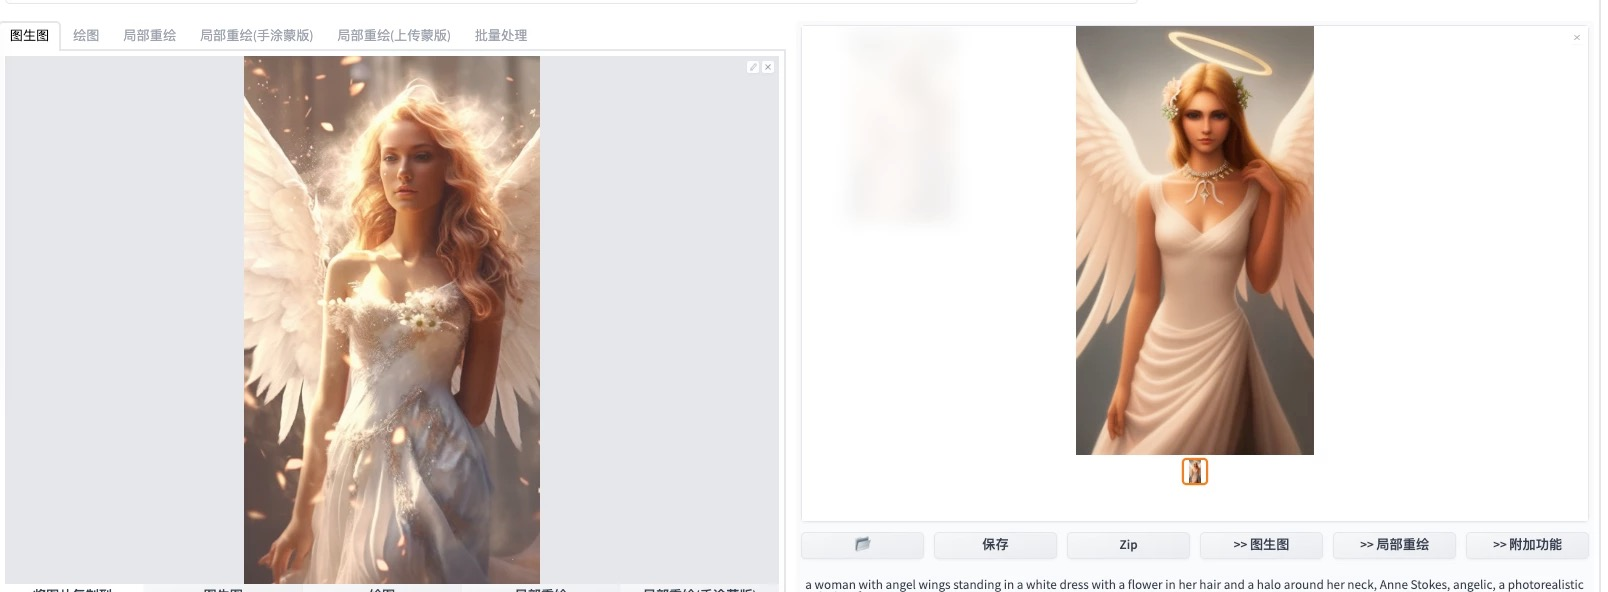 图生图 绘图 局部重绘 局部重绘(手涂蒙版) 局部重绘(上传蒙版) 批量处理
保存 Zip >> 图生图 >> 局部重绘 >> 附加功能
a woman with angel wings standing in a white dress with a flower in her hair and a halo around her neck, Anne Stokes, angelic, a photorealistic
图生图 绘图 局部重绘 局部重绘(手涂蒙版)